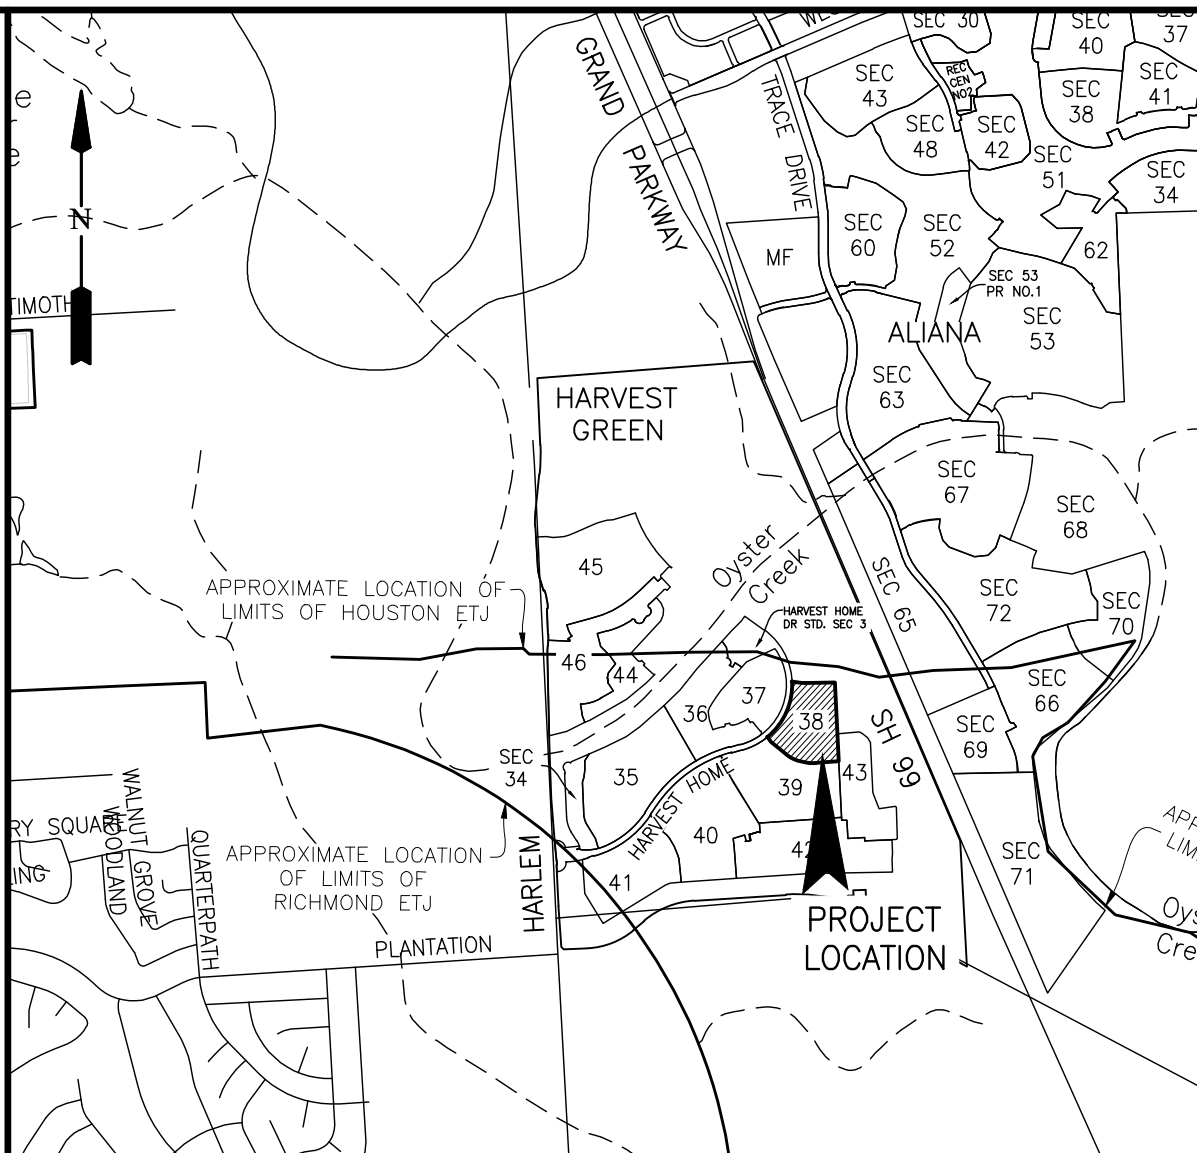 SEC 30
SEC
40
37
GRAND
PARKWAY
TRACE DRIVE
SEC
43
REC
CEN
NO2
SEC
38
SEC
41
SEC
48
SEC
42
SEC
51
SEC
34
N
SEC
60
SEC
52
62
MF
SEC 53
PR NO.1
SEC
53
ALIANA
TIMOTH
SEC
63
HARVEST
GREEN
SEC
67
SEC
68
45
Oyster
Creek
SEC 65
APPROXIMATE LOCATION OF
LIMITS OF HOUSTON ETJ
HARVEST HOME
DR STD. SEC 3
SEC
72
SEC
70
46
44
37
36
38
SEC
66
SEC
69
SH 99
SEC
34
35
39
43
HARVEST HOME
40
41
RY SQUARE
LING
WALNUT GROVE
WOODLAND
QUARTERPATH
APPROXIMATE LOCATION
OF LIMITS OF
RICHMOND ETJ
HARLEM
PLANTATION
PROJECT
LOCATION
SEC
71
APP
LIM
Oys
Cre